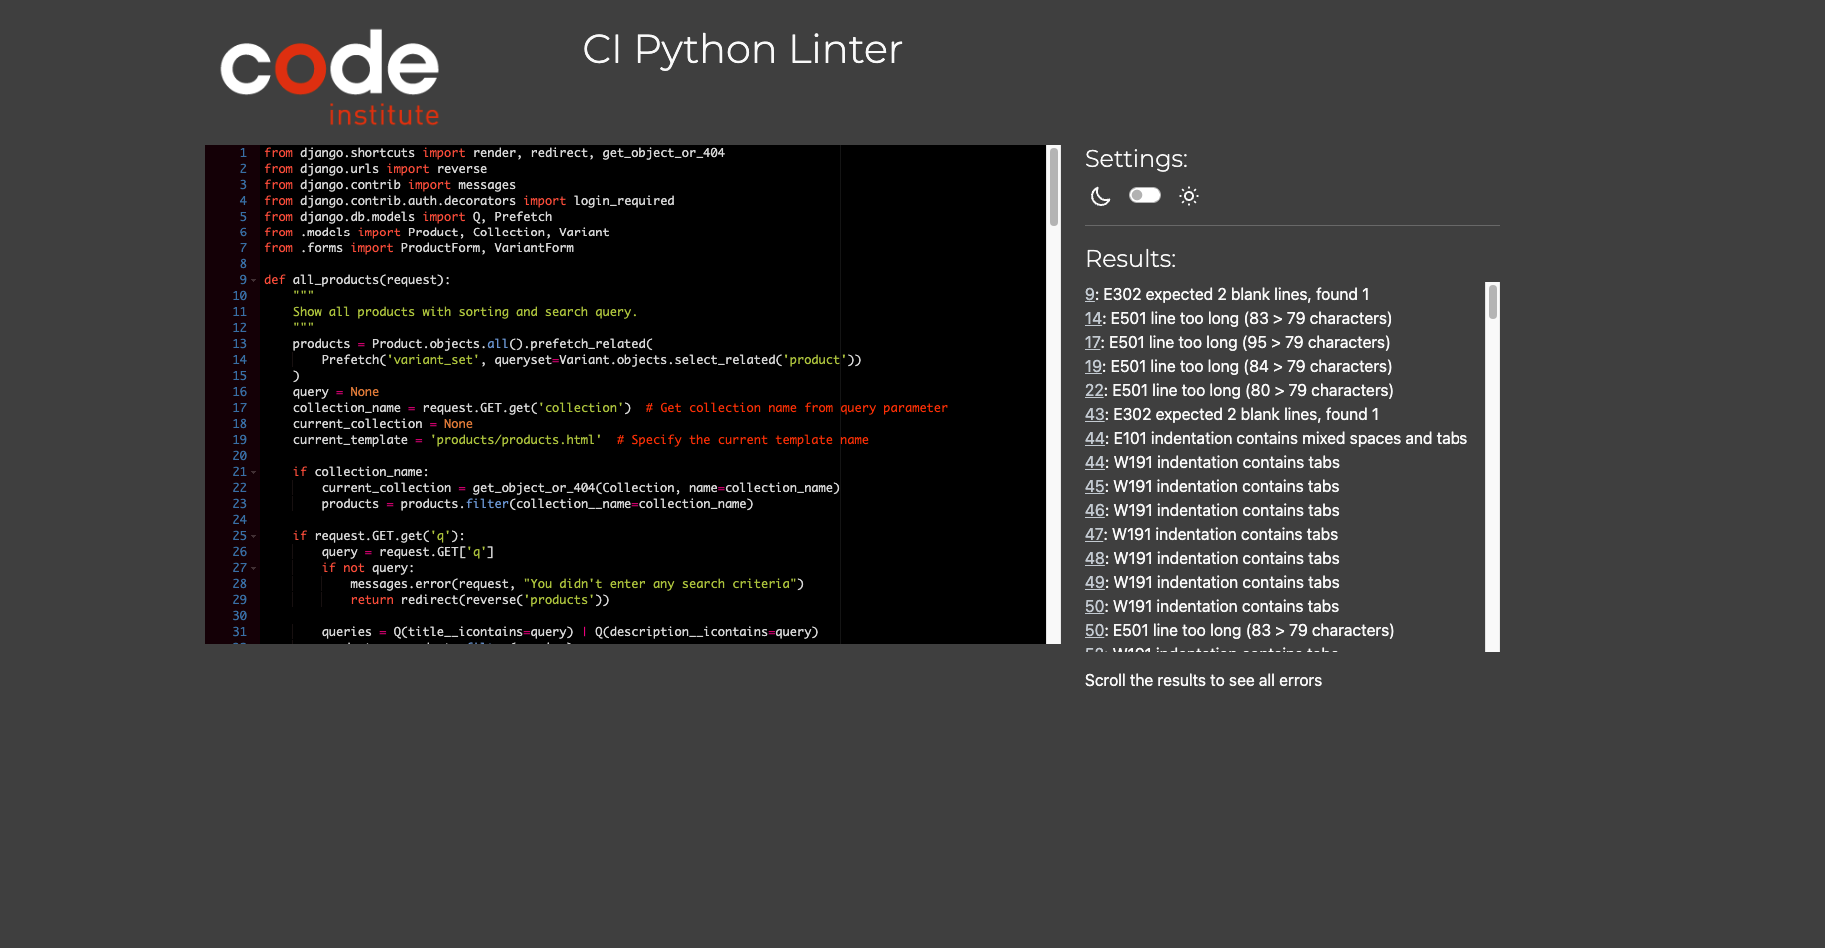 code
institute
CI Python Linter
1 from django.shortcuts import render, redirect, get_object_or_404
2 from django.urls import reverse
3 from django.contrib import messages
4 from django.contrib.auth.decorators import login_required
5 from django.db.models import Q, Prefetch
6 from .models import Product, Collection, Variant
7 from .forms import ProductForm, VariantForm
8
9 def all_products(request):
10     """
11     Show all products with sorting and search query.
12     """
13     products = Product.objects.all().prefetch_related(
14         Prefetch('variant_set', queryset=Variant.objects.select_related('product'))
15     )
16     query = None
17     collection_name = request.GET.get('collection')  # Get collection name from query parameter
18     current_collection = None
19     current_template = 'products/products.html'  # Specify the current template name
20
21     if collection_name:
22         current_collection = get_object_or_404(Collection, name=collection_name)
23         products = products.filter(collection__name=collection_name)
24
25     if request.GET.get('q'):
26         query = request.GET['q']
27         if not query:
28             messages.error(request, "You didn't enter any search criteria")
29             return redirect(reverse('products'))
30
31         queries = Q(title__icontains=query) | Q(description__icontains=query)
Settings:
Results:
9: E302 expected 2 blank lines, found 1
14: E501 line too long (83 > 79 characters)
17: E501 line too long (95 > 79 characters)
19: E501 line too long (84 > 79 characters)
22: E501 line too long (80 > 79 characters)
43: E302 expected 2 blank lines, found 1
44: E101 indentation contains mixed spaces and tabs
44: W191 indentation contains tabs
45: W191 indentation contains tabs
46: W191 indentation contains tabs
47: W191 indentation contains tabs
48: W191 indentation contains tabs
49: W191 indentation contains tabs
50: W191 indentation contains tabs
50: E501 line too long (83 > 79 characters)
Scroll the results to see all errors